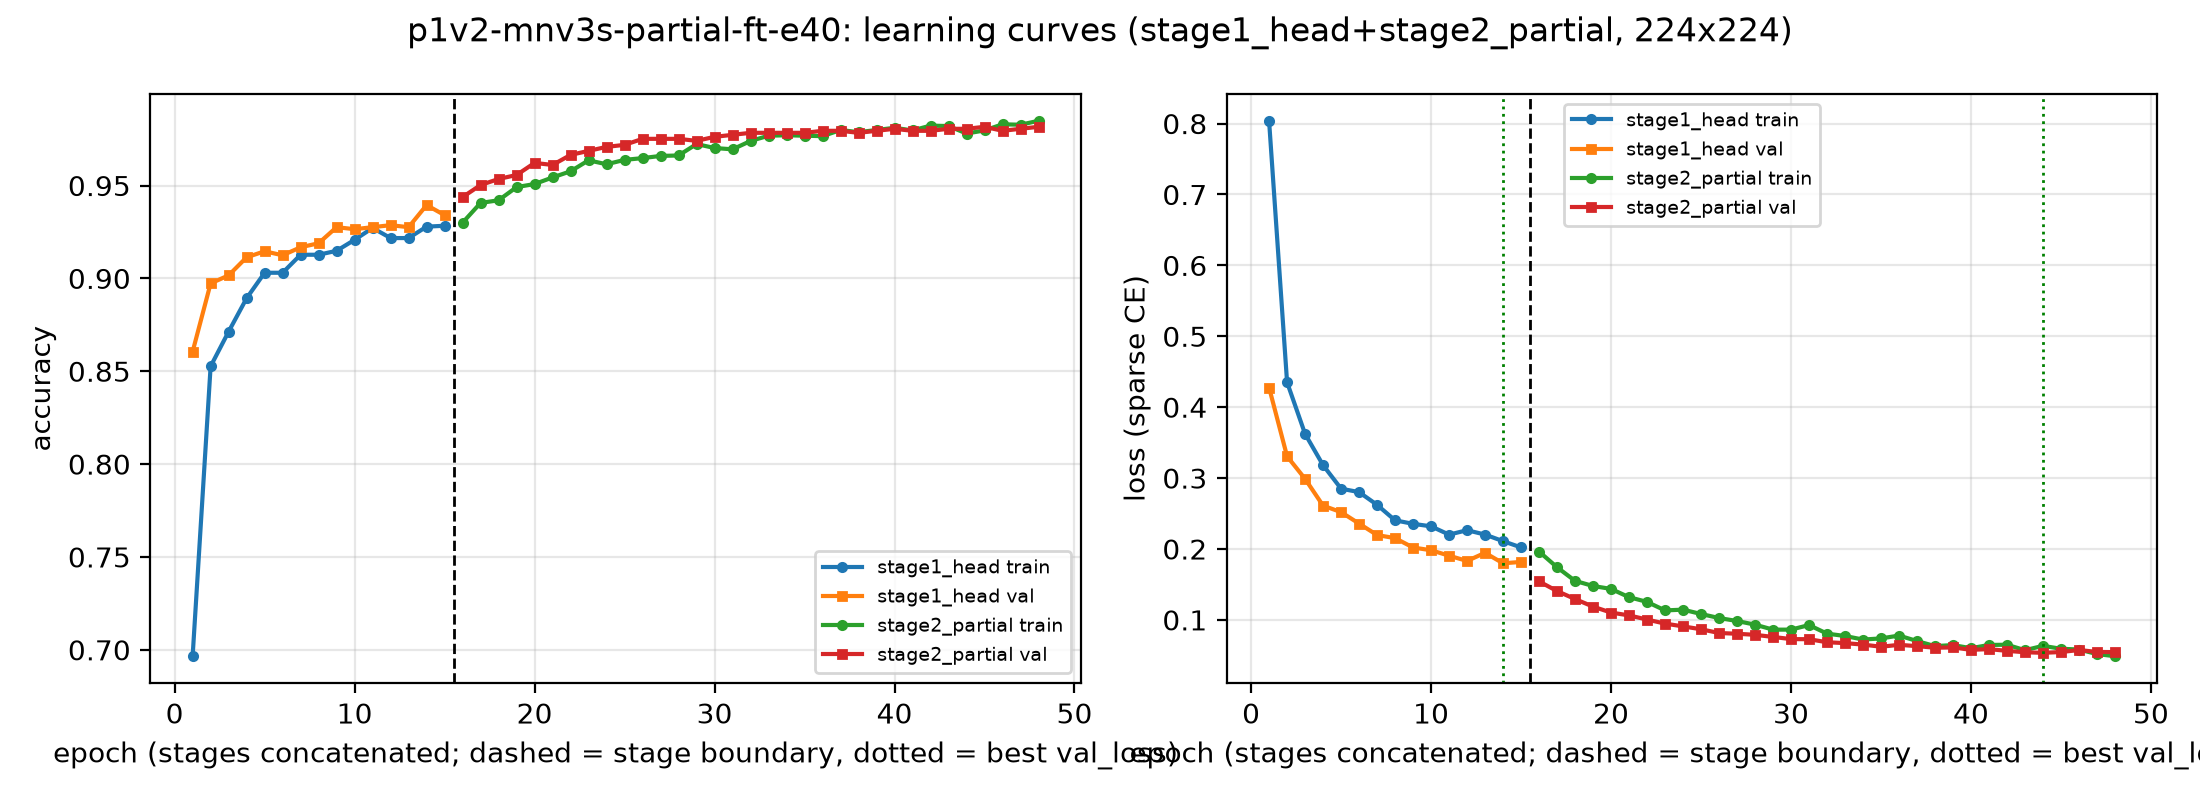 p1v2-mnv3s-partial-ft-e40: learning curves (stage1_head+stage2_partial, 224x224)
accuracy
0.95
0.90
0.85
0.80
0.75
0.70
stage1_head train
stage1_head val
stage2_partial train
stage2_partial val
0 10 20 30 40 50
epoch (stages concatenated; dashed = stage boundary, dotted = best val_loss)
loss (sparse CE)
0.8
0.7
0.6
0.5
0.4
0.3
0.2
0.1
stage1_head train
stage1_head val
stage2_partial train
stage2_partial val
0 10 20 30 40 50
epoch (stages concatenated; dashed = stage boundary, dotted = best